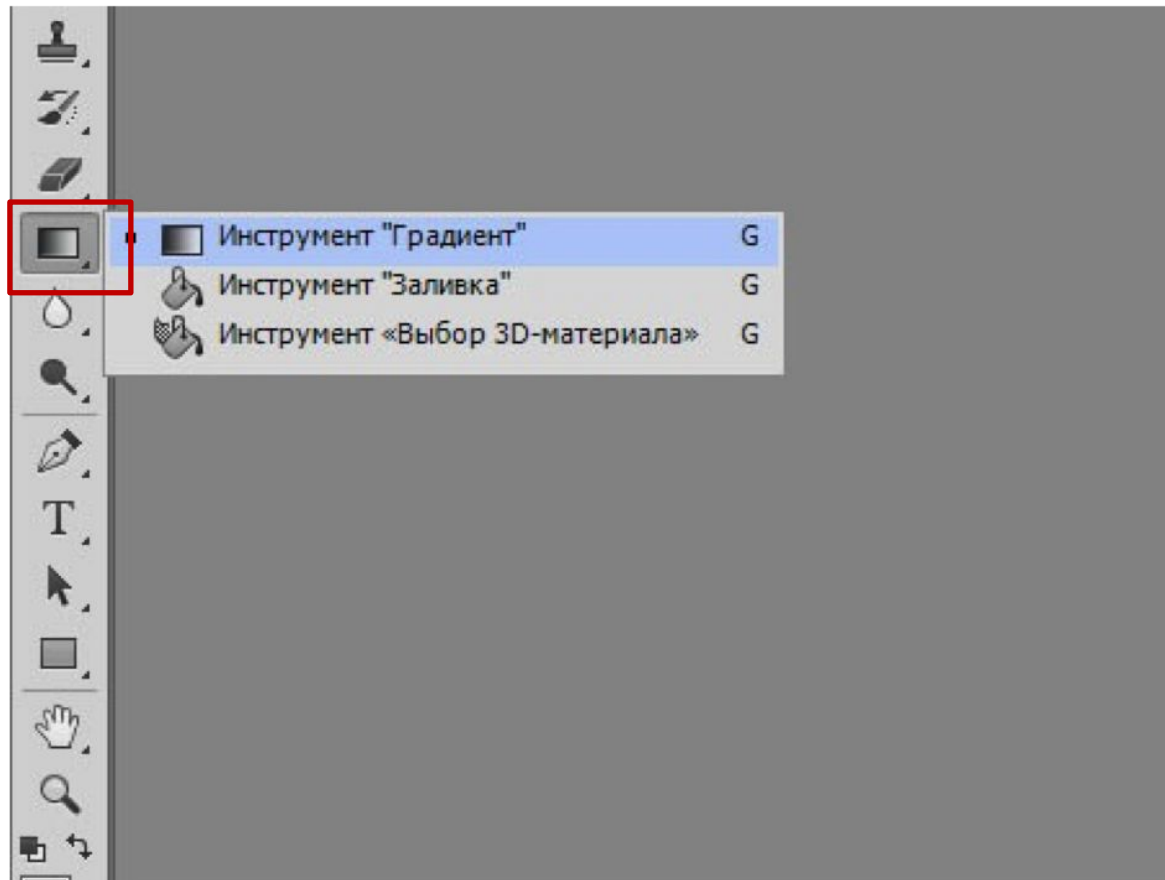 Инструмент "Градиент" G
Инструмент "Заливка" G
Инструмент «Выбор 3D-материала» G
T